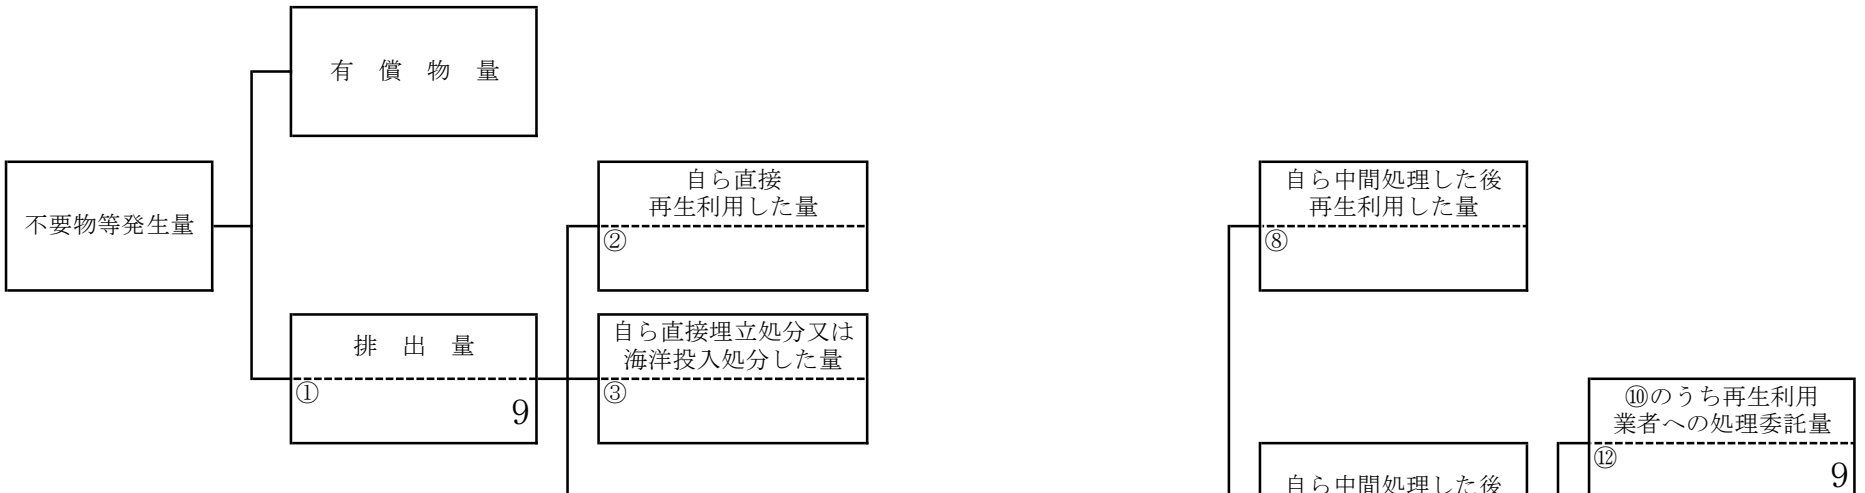 有償物量
不要物等発生量
自ら直接
再生利用した量
②
自ら中間処理した後
再生利用した量
⑧
排出量
①
9
自ら直接埋立処分又は
海洋投入処分した量
③
⑩のうち再生利用
業者への処理委託量
⑫
9
自ら中間処理した後